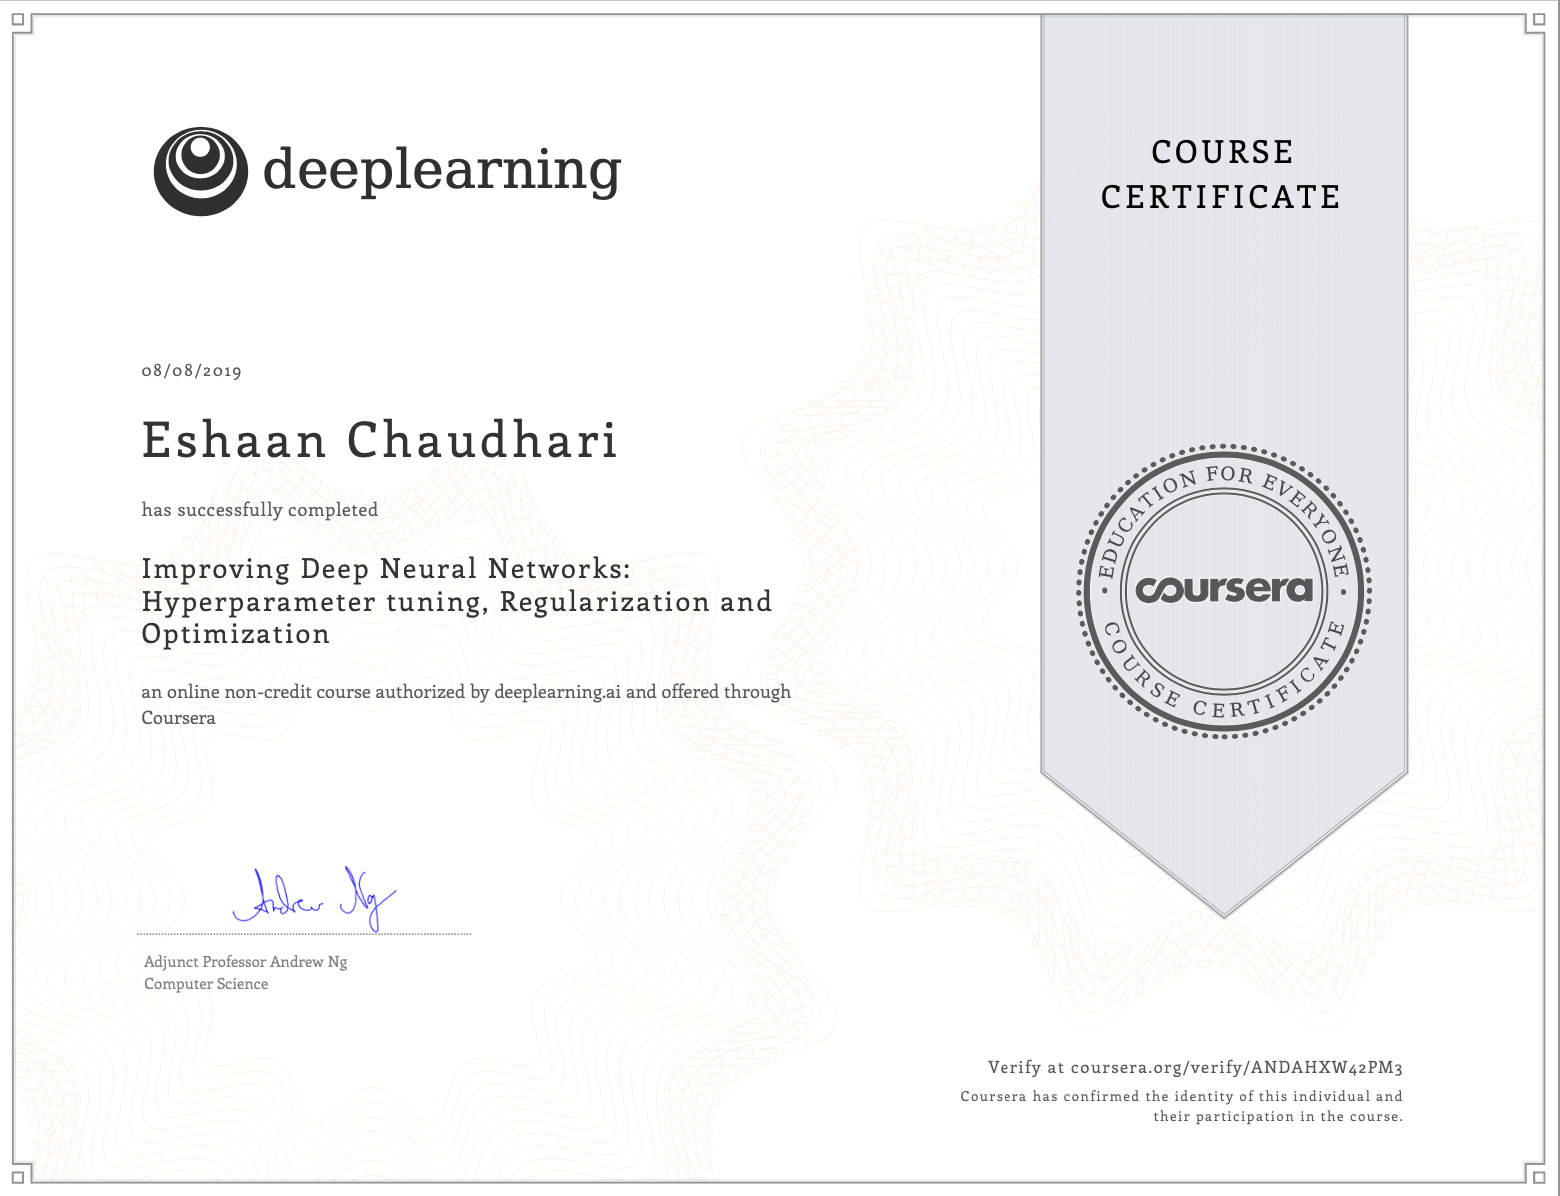 deeplearning
COURSE
CERTIFICATE
08/08/2019
Eshaan Chaudhari
has successfully completed
Improving Deep Neural Networks:
Hyperparameter tuning, Regularization and
Optimization
an online non-credit course authorized by deeplearning.ai and offered through
Coursera
EDUCATION FOR EVERYONE
coursera
COURSE CERTIFICATE
Andrew Ng
Adjunct Professor Andrew Ng
Computer Science
Verify at coursera.org/verify/ANDAHXW42PM3
Coursera has confirmed the identity of this individual and
their participation in the course.